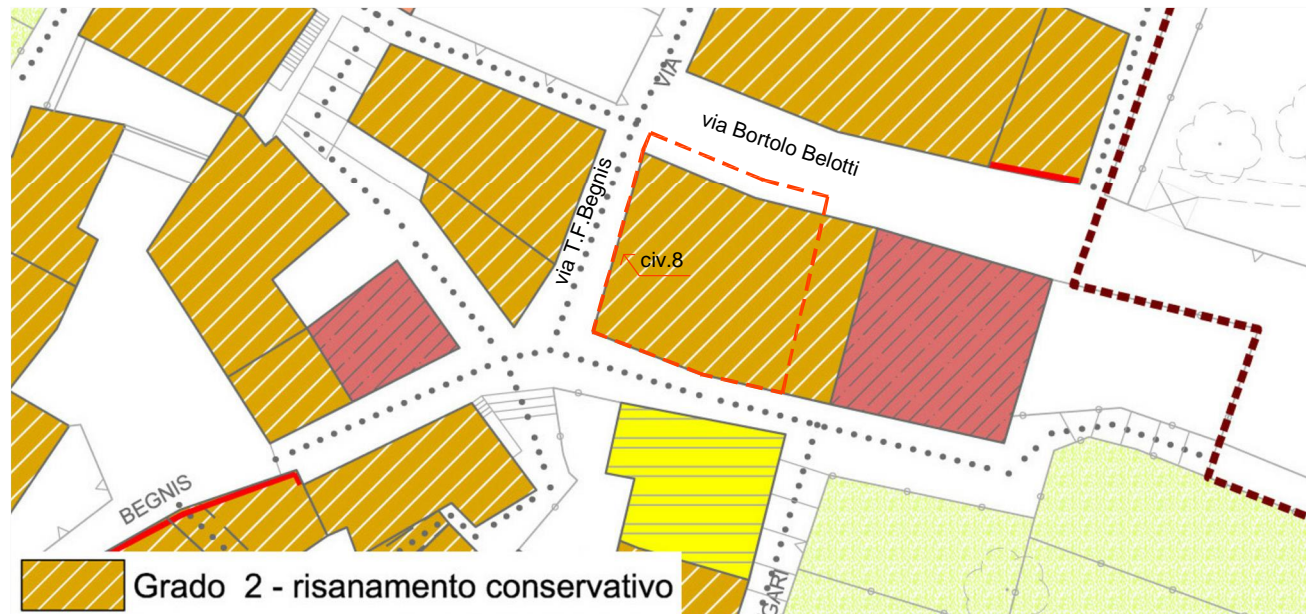 VIA
via Bortolo Belotti
via T.F.Begnis
civ.8
BEGNIS
GARI
Grado 2 - risanamento conservativo